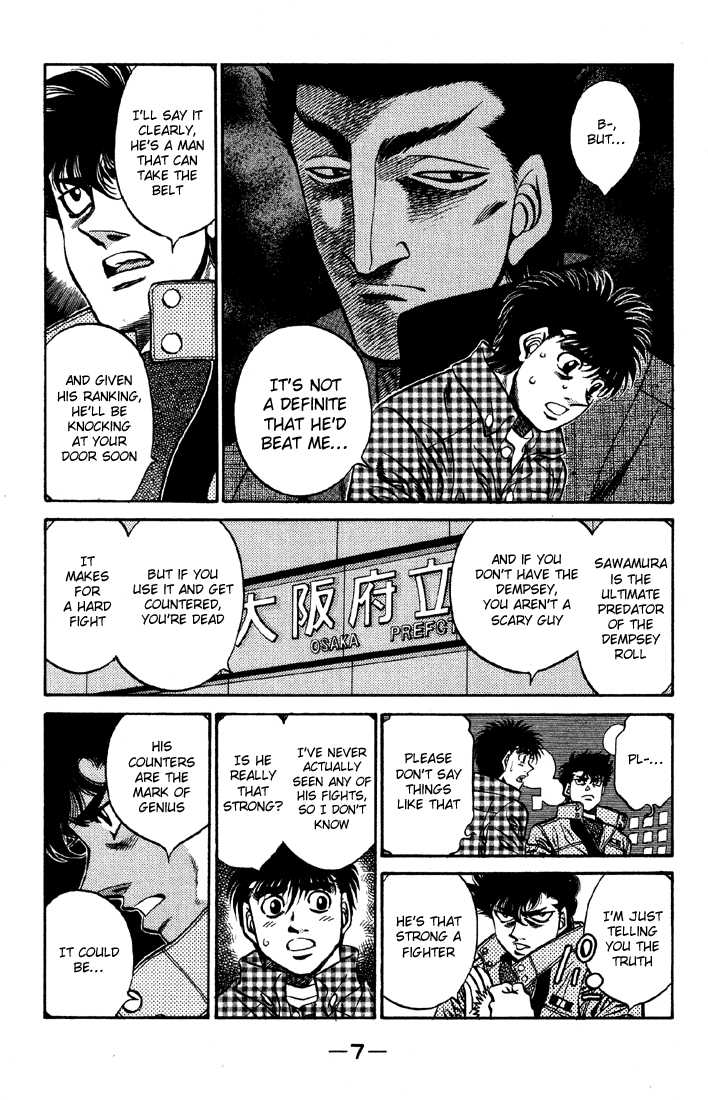 B-,
BUT...
IT'S NOT
A DEFINITE
THAT HE'D
BEAT ME...
I'LL SAY IT
CLEARLY,
HE'S A MAN
THAT CAN
TAKE THE
BELT
AND GIVEN
HIS RANKING,
HE'LL BE
KNOCKING
AT YOUR
DOOR SOON
SAWAMURA
IS THE
ULTIMATE
PREDATOR
OF THE
DEMPSEY
ROLL
AND IF YOU
DON'T HAVE THE
DEMPSEY,
YOU AREN'T A
SCARY GUY
大阪府立
OSAKA PREFCT
BUT IF YOU
USE IT AND GET
COUNTERED,
YOU'RE DEAD
IT
MAKES
FOR
A HARD
FIGHT
PL-...
PLEASE
DON'T SAY
THINGS
LIKE THAT
I'M JUST
TELLING
YOU THE
TRUTH
HE'S THAT
STRONG A
FIGHTER
I'VE NEVER
ACTUALLY
SEEN ANY OF
HIS FIGHTS,
SO I DON'T
KNOW
IS HE
REALLY
THAT
STRONG?
HIS
COUNTERS
ARE THE
MARK OF
GENIUS
IT COULD
BE...
—7—